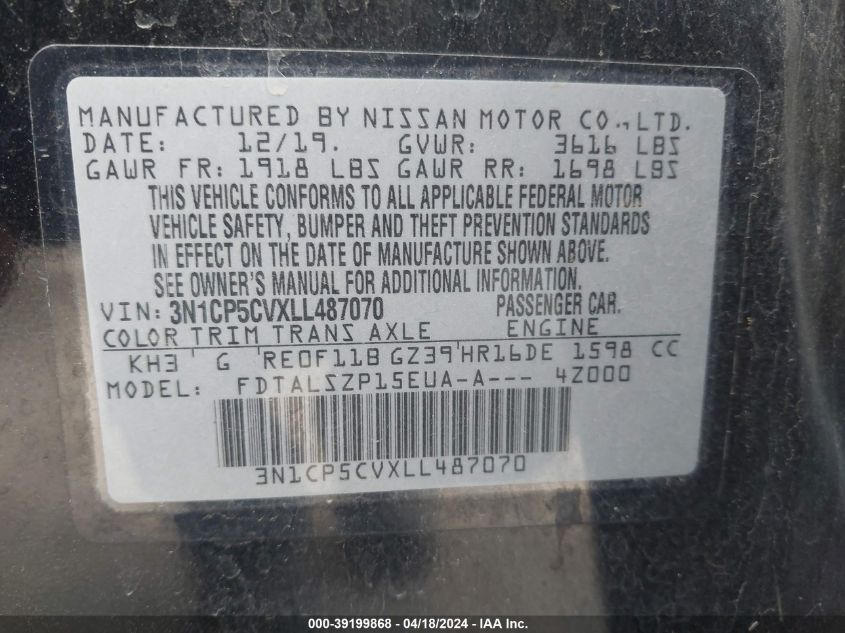 MANUFACTURED BY NISSAN MOTOR CO.,LTD.
DATE: 12/19. GVWR: 3616 LBS
GAWR FR: 1918 LBS GAWR RR: 1698 LBS
THIS VEHICLE CONFORMS TO ALL APPLICABLE FEDERAL MOTOR
VEHICLE SAFETY, BUMPER AND THEFT PREVENTION STANDARDS
IN EFFECT ON THE DATE OF MANUFACTURE SHOWN ABOVE.
SEE OWNER'S MANUAL FOR ADDITIONAL INFORMATION.
VIN: 3N1CP5CVXLL487070 PASSENGER CAR.
COLOR TRIM TRANS AXLE ENGINE
KH3 G RE0F11B GZ39 HR16DE 1598 CC
MODEL: FDTALSZP15EUA-A--- 4Z000
3N1CP5CVXLL487070
000-39199868 - 04/18/2024 - IAA Inc.